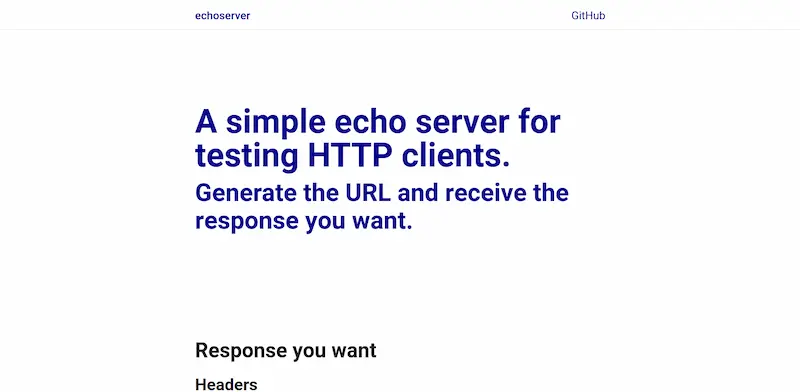 echoserver
GitHub
A simple echo server for
testing HTTP clients.
Generate the URL and receive the
response you want.
Response you want
Headers